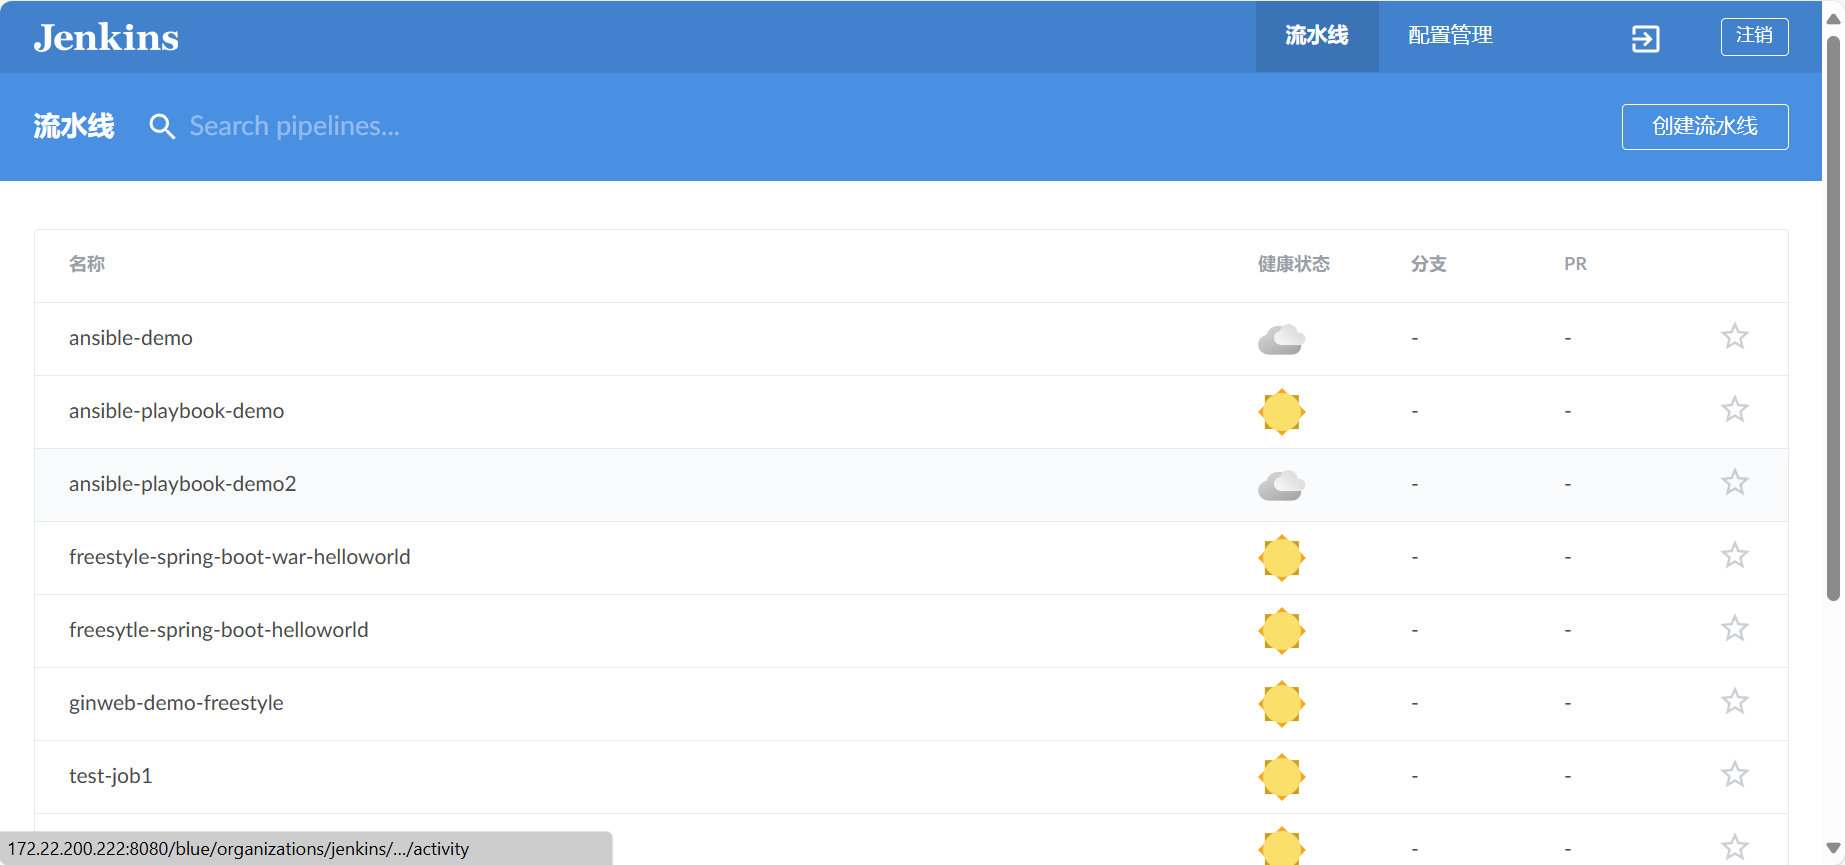 Jenkins 流水线 配置管理 注销
流水线 Search pipelines... 创建流水线
名称 健康状态 分支 PR
ansible-demo - -
ansible-playbook-demo - -
ansible-playbook-demo2 - -
freestyle-spring-boot-war-helloworld - -
freesytle-spring-boot-helloworld - -
ginweb-demo-freestyle - -
test-job1 - -
- -
172.22.200.222:8080/blue/organizations/jenkins/.../activity